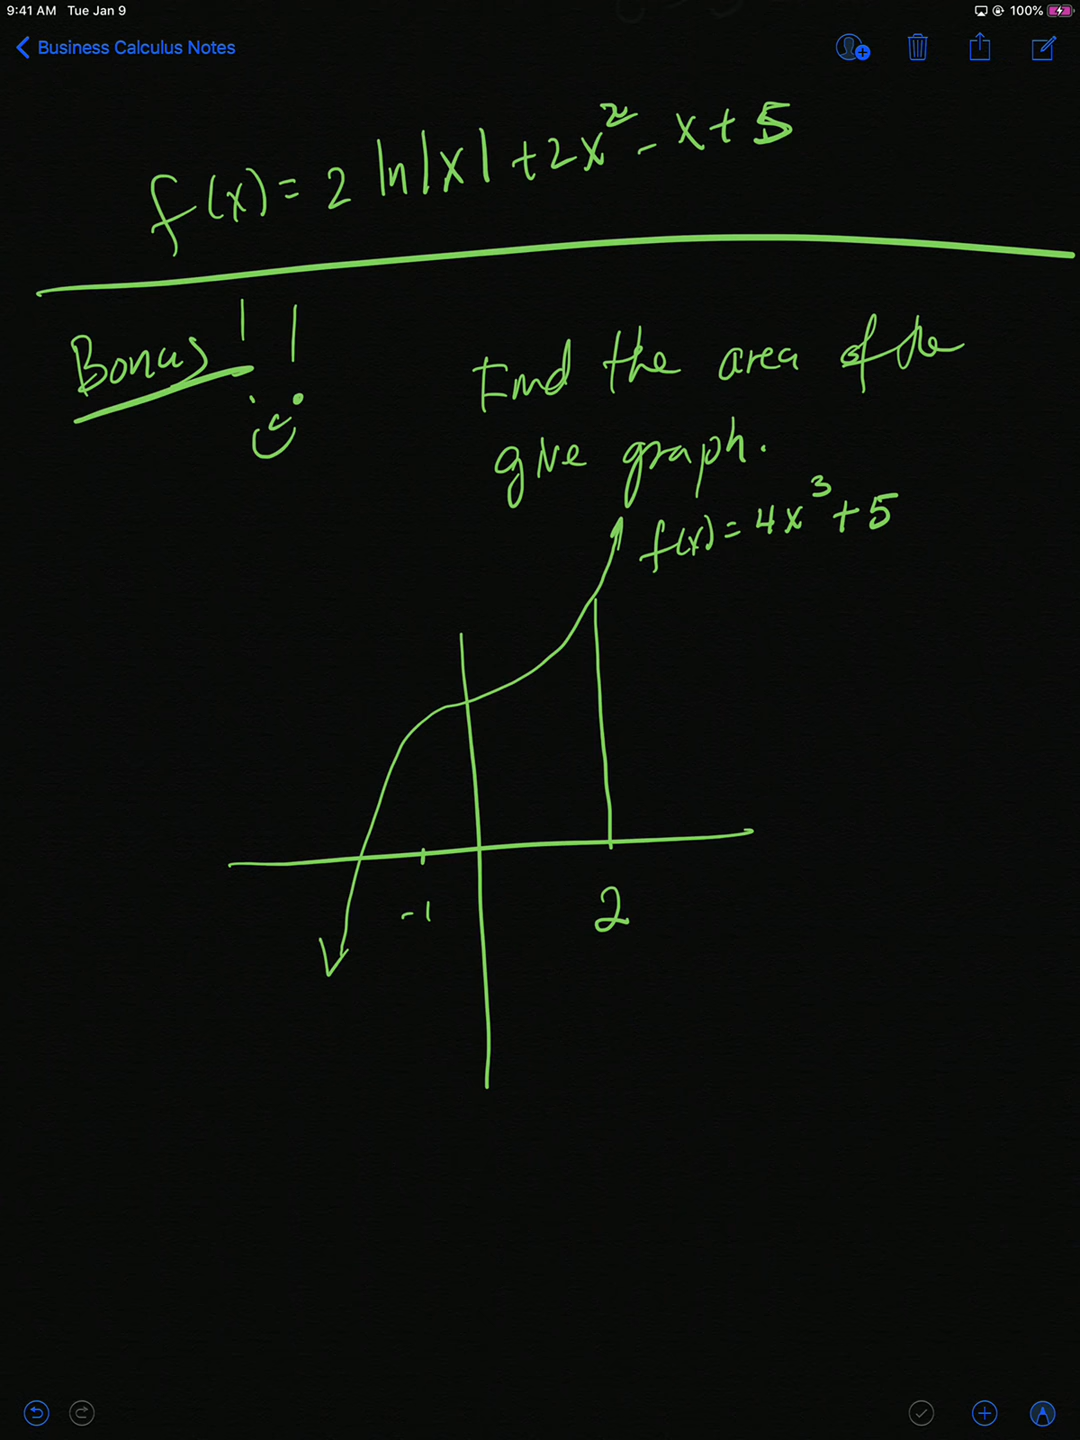 9:41 AM Tue Jan 9
100%
Business Calculus Notes
f(x) = 2 ln|x| + 2x² - x + 5
Bonus!!
Find the area of the
give graph.
f(x) = 4x³ + 5
-1
2